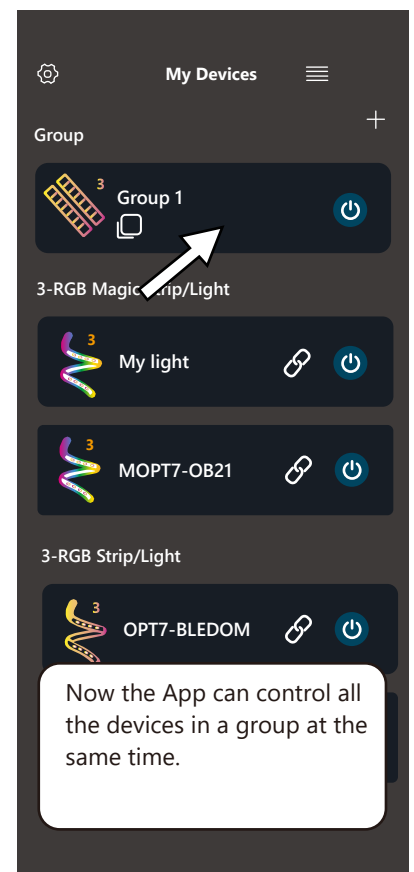 My Devices
Group
3
Group 1
3-RGB Magic Strip/Light
3
My light
3
MOPT7-OB21
3-RGB Strip/Light
3
OPT7-BLEDOM
Now the App can control all
the devices in a group at the
same time.